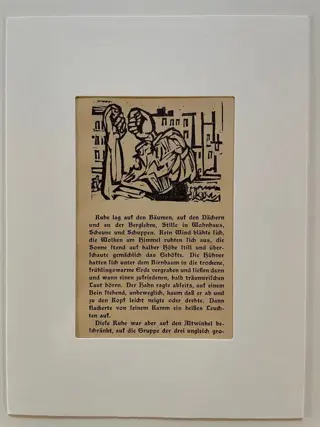 Ruhe lag auf den Bäumen, auf den Dächern
und an der Berglehne, Stille in Wohnhaus,
Scheune und Schuppen. Kein Wind blähte sich,
die Wolken am Himmel ruhten sich aus, die
Sonne stand auf halber Höhe still und über-
schaute gemächlich das Gehöfte. Die Hühner
hatten sich unter dem Birnbaum in die trockene,
frühlingswarme Erde vergraben und ließen dann
und wann einen zufriedenen, halb träumerischen
Laut hören. Der Hahn ragte abseits, auf einem
Bein stehend, unbeweglich, kaum daß er ab und
zu den Kopf leicht neigte oder drehte. Dann
flackerte von seinem Kamm ein heißes Leuch-
ten auf.
Diese Ruhe war aber auf den Altwinkel be-
schränkt, auf die Gruppe der drei ungleich gro-